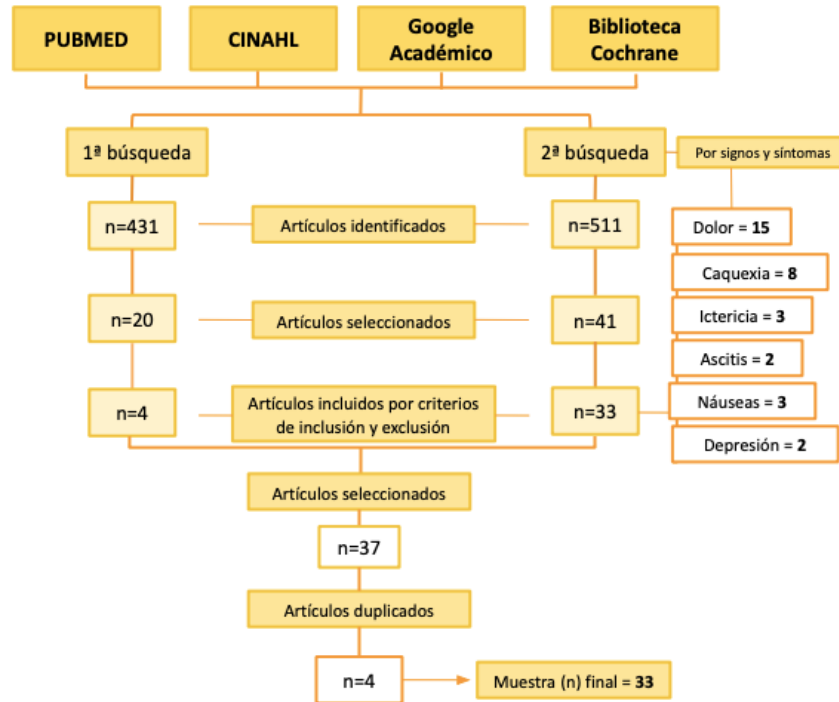 PUBMED
CINAHL
Google
Académico
Biblioteca
Cochrane
1ª búsqueda
2ª búsqueda
Por signos y síntomas
n=431
Artículos identificados
n=511
Dolor = 15
Caquexia = 8
n=20
Artículos seleccionados
n=41
Ictericia = 3
Ascitis = 2
n=4
Artículos incluidos por criterios
de inclusión y exclusión
n=33
Náuseas = 3
Depresión = 2
Artículos seleccionados
n=37
Artículos duplicados
n=4
Muestra (n) final = 33